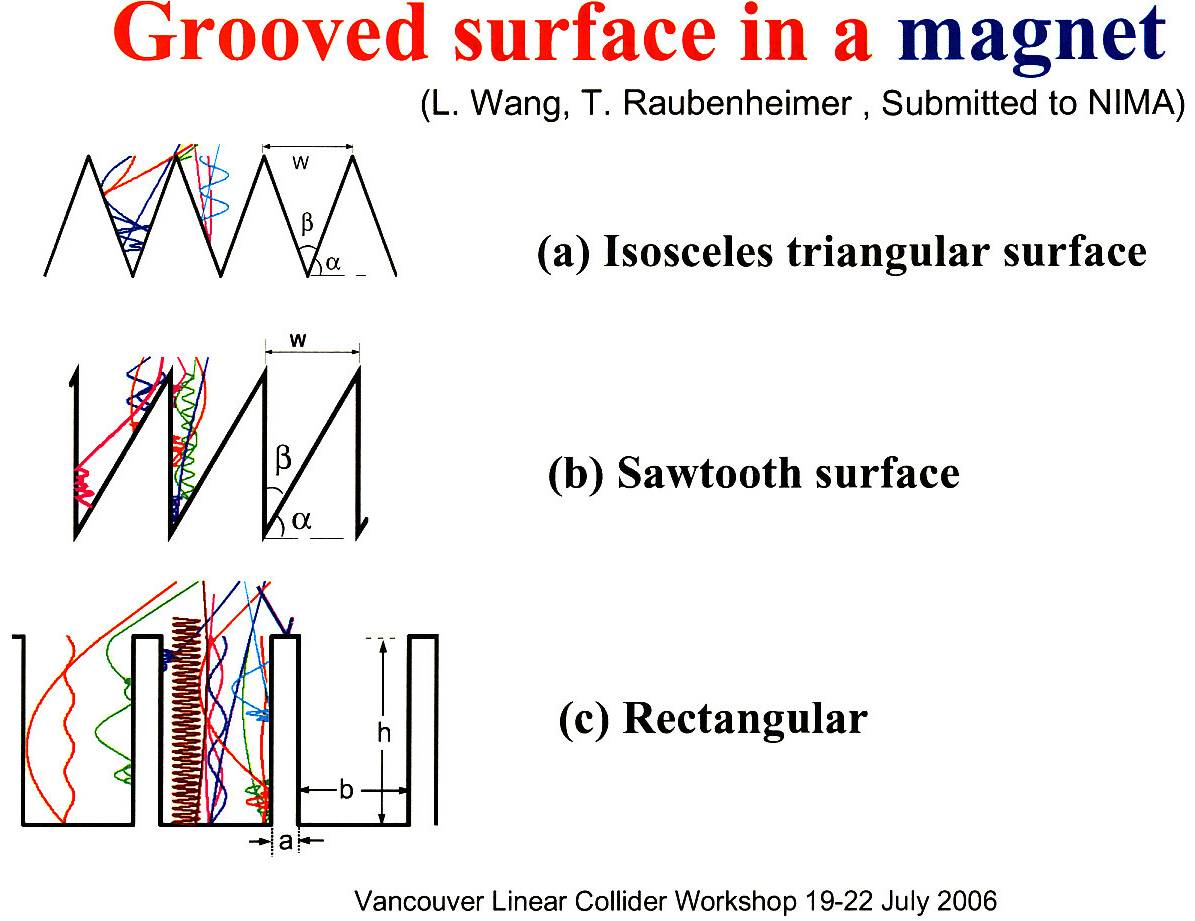 Grooved surface in a magnet
(L. Wang, T. Raubenheimer , Submitted to NIMA)
w
β
α
(a) Isosceles triangular surface
w
β
α
(b) Sawtooth surface
h
b
a
(c) Rectangular
Vancouver Linear Collider Workshop 19-22 July 2006